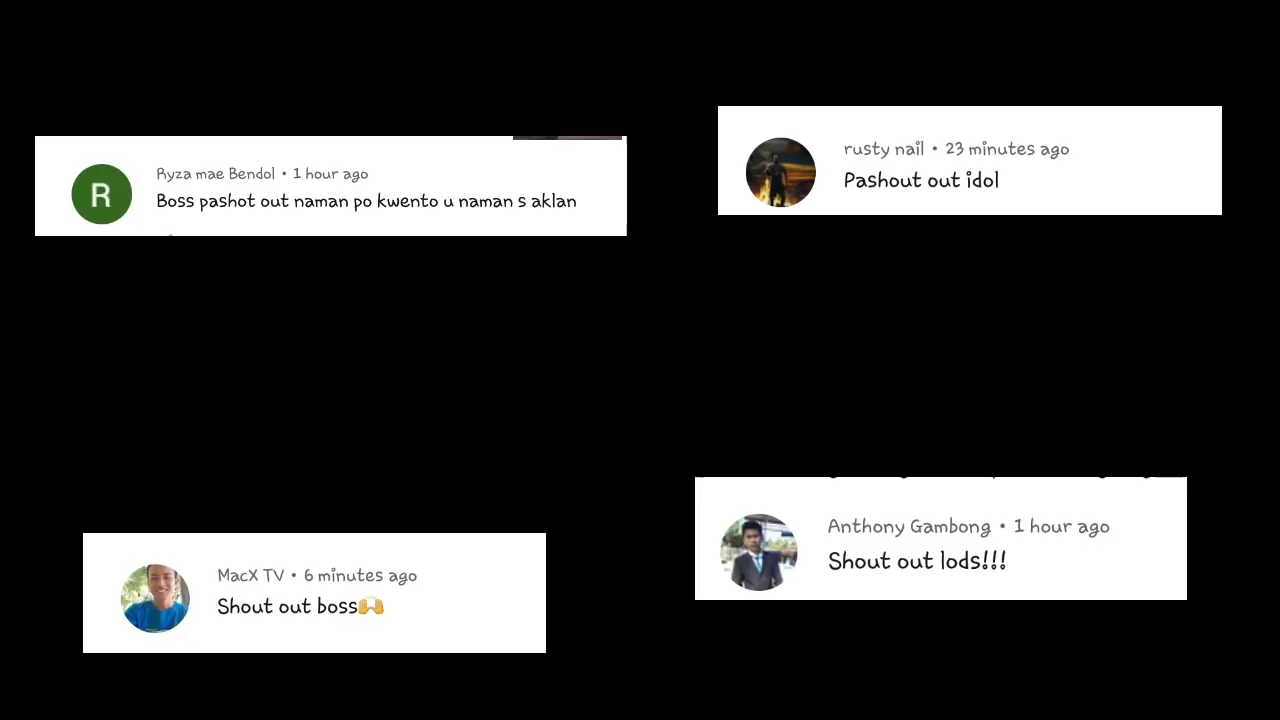 Ryza mae Bendol • 1 hour ago
Boss pashot out naman po kwento u naman s aklan
rusty nail • 23 minutes ago
Pashout out idol
MacX TV • 6 minutes ago
Shout out boss🙌
Anthony Gambong • 1 hour ago
Shout out lods!!!
R